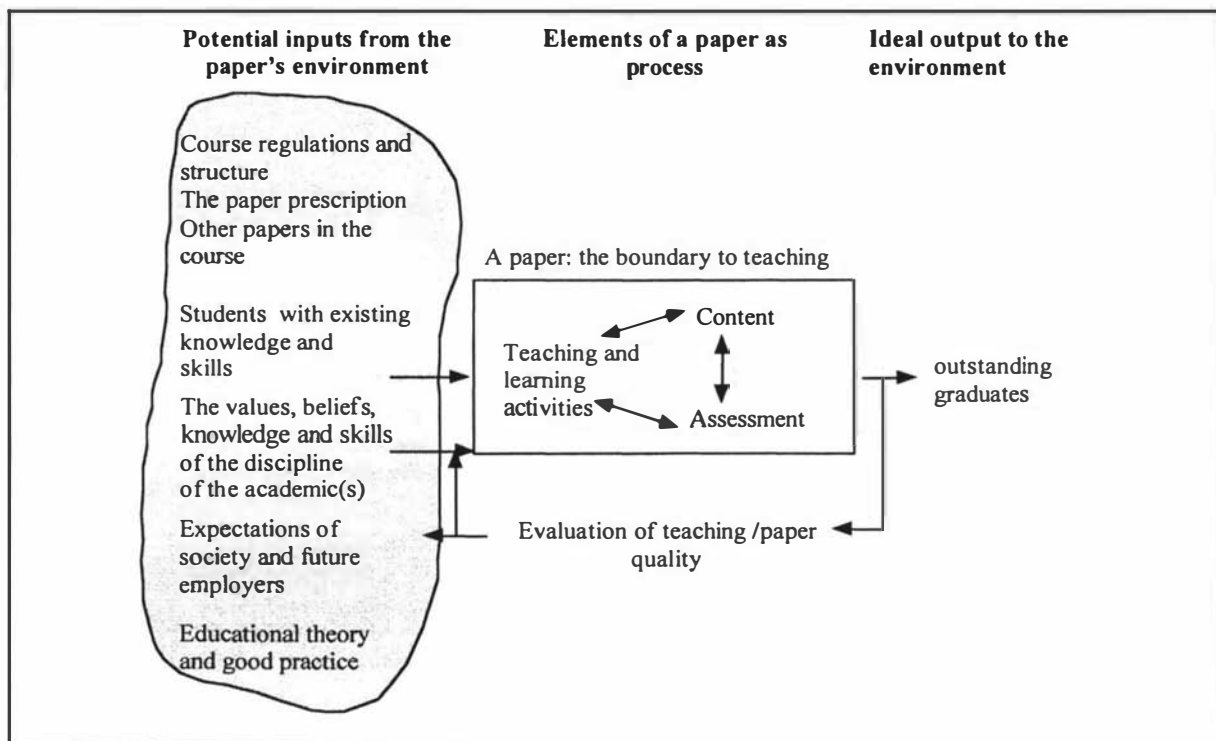 Potential inputs from the
paper's environment
Elements of a paper as
process
Ideal output to the
environment
Course regulations and
structure
The paper prescription
Other papers in the
course
Students with existing
knowledge and
skills
The values, beliefs,
knowledge and skills
of the discipline
of the academic(s)
Expectations of
society and future
employers
Educational theory
and good practice
A paper: the boundary to teaching
Content
Teaching and
learning
activities
Assessment
outstanding
graduates
Evaluation of teaching /paper
quality